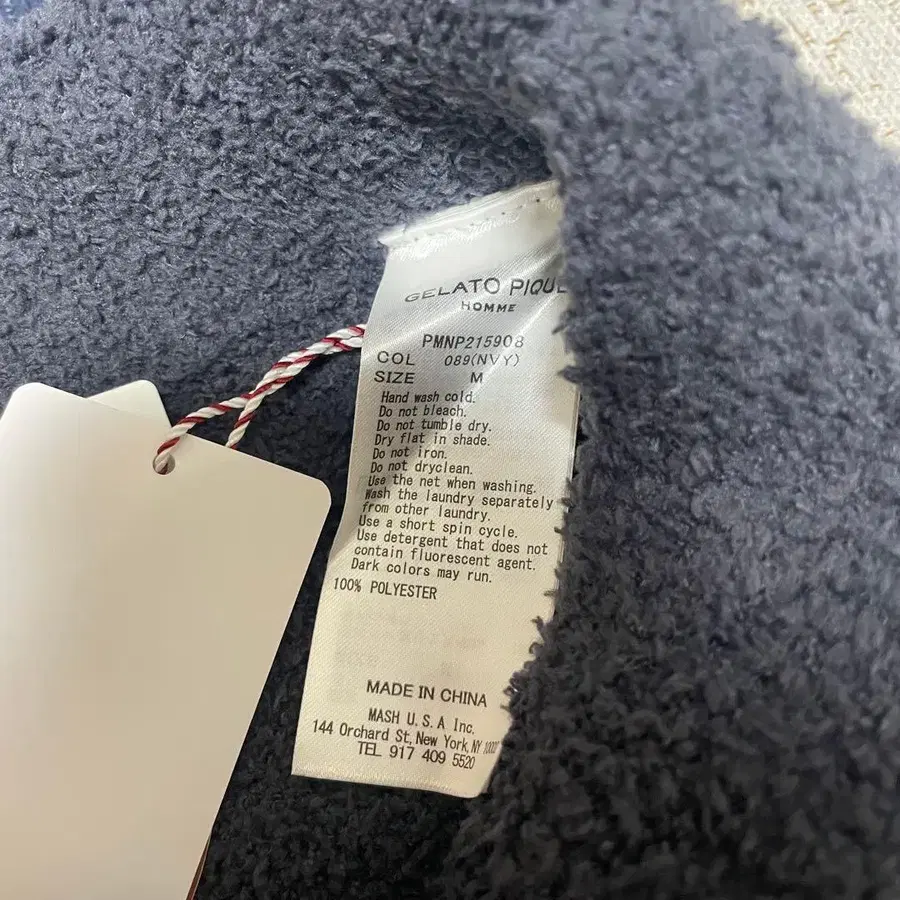 GELATO PIQUE
HOMME
PMNP215908
COL 089(NVY)
SIZE M
Hand wash cold.
Do not bleach.
Do not tumble dry.
Dry flat in shade.
Do not iron.
Do not dryclean.
Use the net when washing.
Wash the laundry separately
from other laundry.
Use a short spin cycle.
Use detergent that does not
contain fluorescent agent.
Dark colors may run.
100% POLYESTER
MADE IN CHINA
MASH U.S.A Inc.
144 Orchard St, New York, NY
TEL 917 409 5520